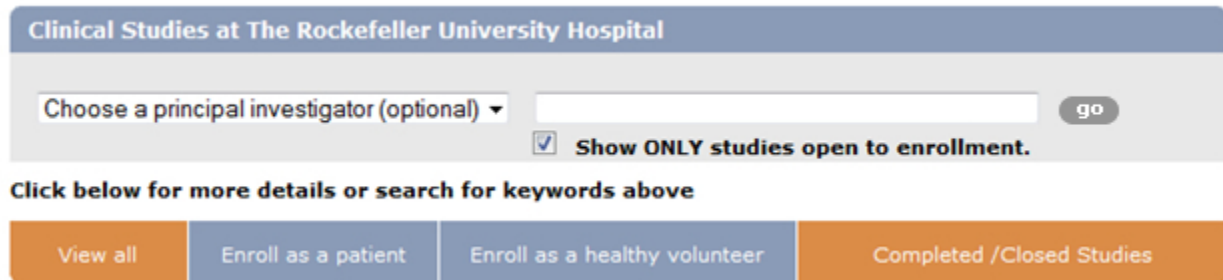 Clinical Studies at The Rockefeller University Hospital
Choose a principal investigator (optional) go
Show ONLY studies open to enrollment.
Click below for more details or search for keywords above
View all Enroll as a patient Enroll as a healthy volunteer Completed /Closed Studies